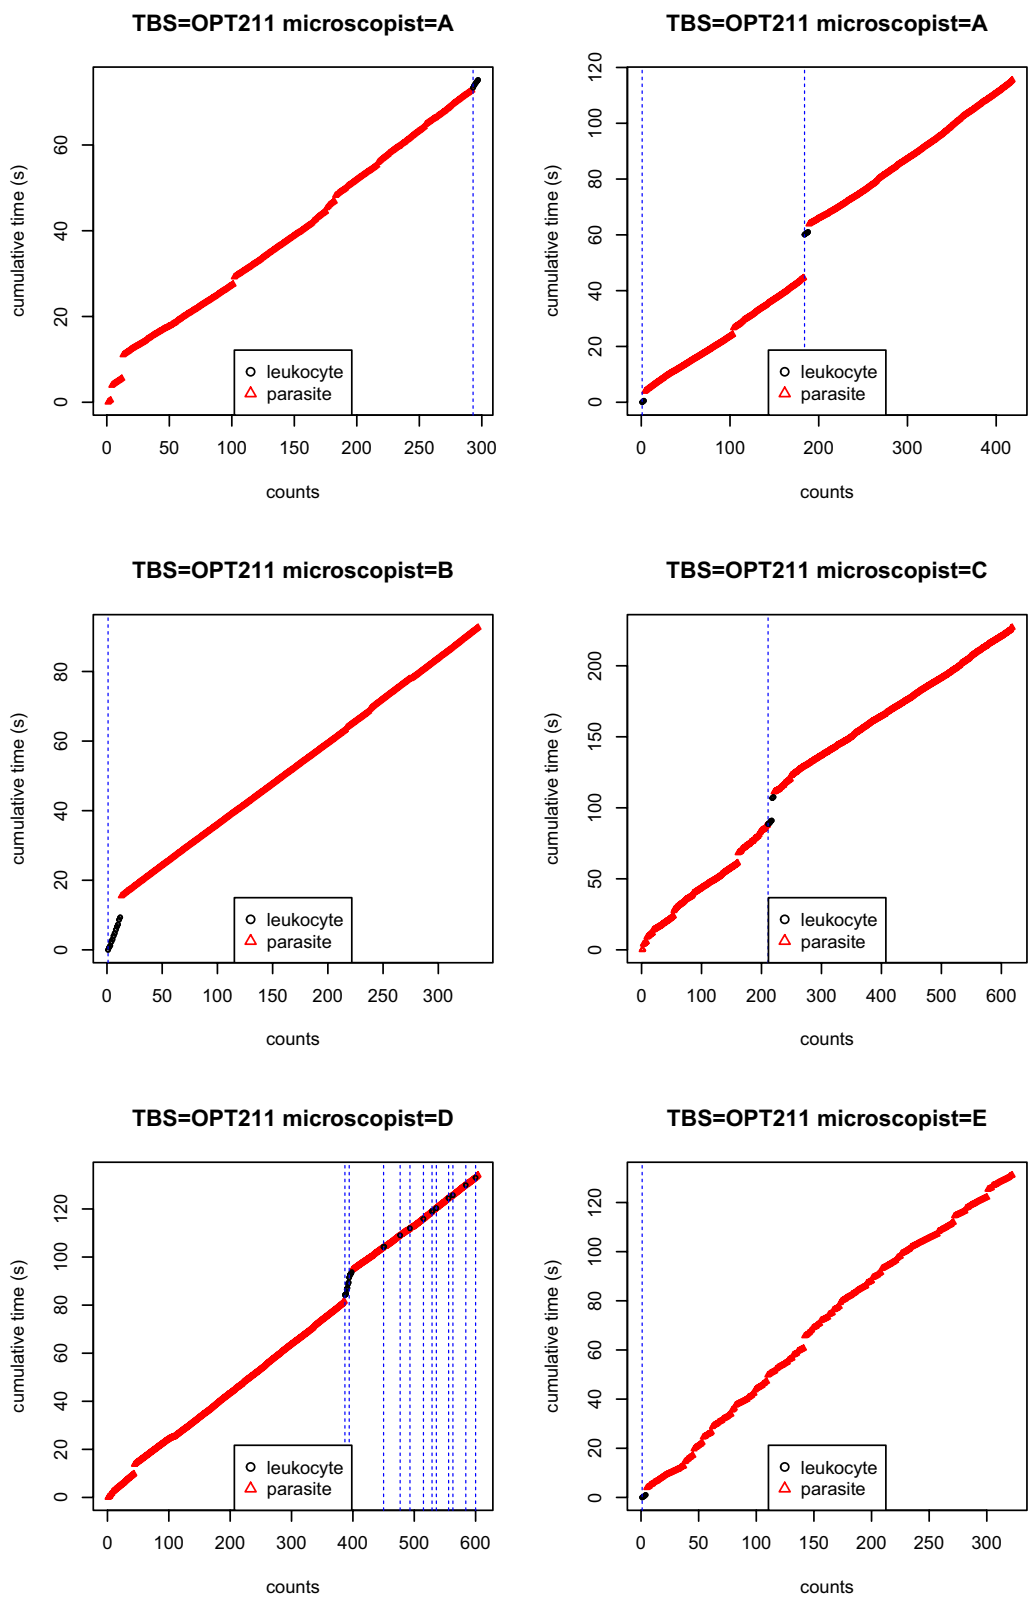 TBS=OPT211 microscopist=A
cumulative time (s)
0 20 40 60
leukocyte
parasite
0 50 100 150 200 250 300
counts
TBS=OPT211 microscopist=A
cumulative time (s)
0 20 40 60 80 100 120
leukocyte
parasite
0 100 200 300 400
counts
TBS=OPT211 microscopist=B
cumulative time (s)
0 20 40 60 80
leukocyte
parasite
0 50 100 150 200 250 300
counts
TBS=OPT211 microscopist=C
cumulative time (s)
0 50 100 150 200
leukocyte
parasite
0 100 200 300 400 500 600
counts
TBS=OPT211 microscopist=D
cumulative time (s)
0 20 40 60 80 100 120
leukocyte
parasite
0 100 200 300 400 500 600
counts
TBS=OPT211 microscopist=E
cumulative time (s)
0 20 40 60 80 100 120
leukocyte
parasite
0 50 100 150 200 250 300
counts